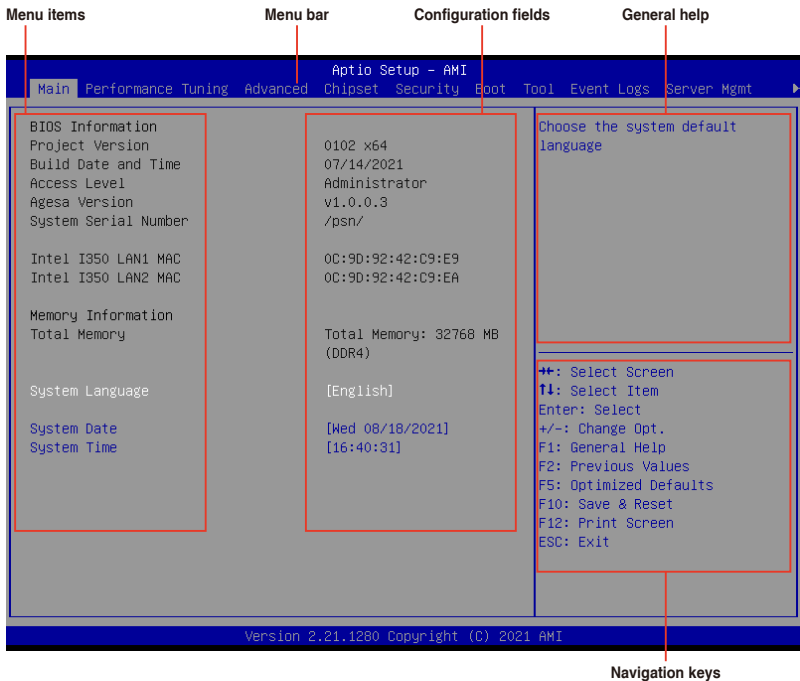 Menu items Menu bar Configuration fields General help
Aptio Setup - AMI
Main Performance Tuning Advanced Chipset Security Boot Tool Event Logs Server Mgmt
BIOS Information
Project Version 0102 x64
Build Date and Time 07/14/2021
Access Level Administrator
Agesa Version v1.0.0.3
System Serial Number /psn/
Intel I350 LAN1 MAC 0C:9D:92:42:C9:E9
Intel I350 LAN2 MAC 0C:9D:92:42:C9:EA
Memory Information
Total Memory Total Memory: 32768 MB
(DDR4)
System Language [English]
System Date [Wed 08/18/2021]
System Time [16:40:31]
Choose the system default
language
→←: Select Screen
↑↓: Select Item
Enter: Select
+/-: Change Opt.
F1: General Help
F2: Previous Values
F5: Optimized Defaults
F10: Save & Reset
F12: Print Screen
ESC: Exit
Version 2.21.1280 Copyright (C) 2021 AMI
Navigation keys